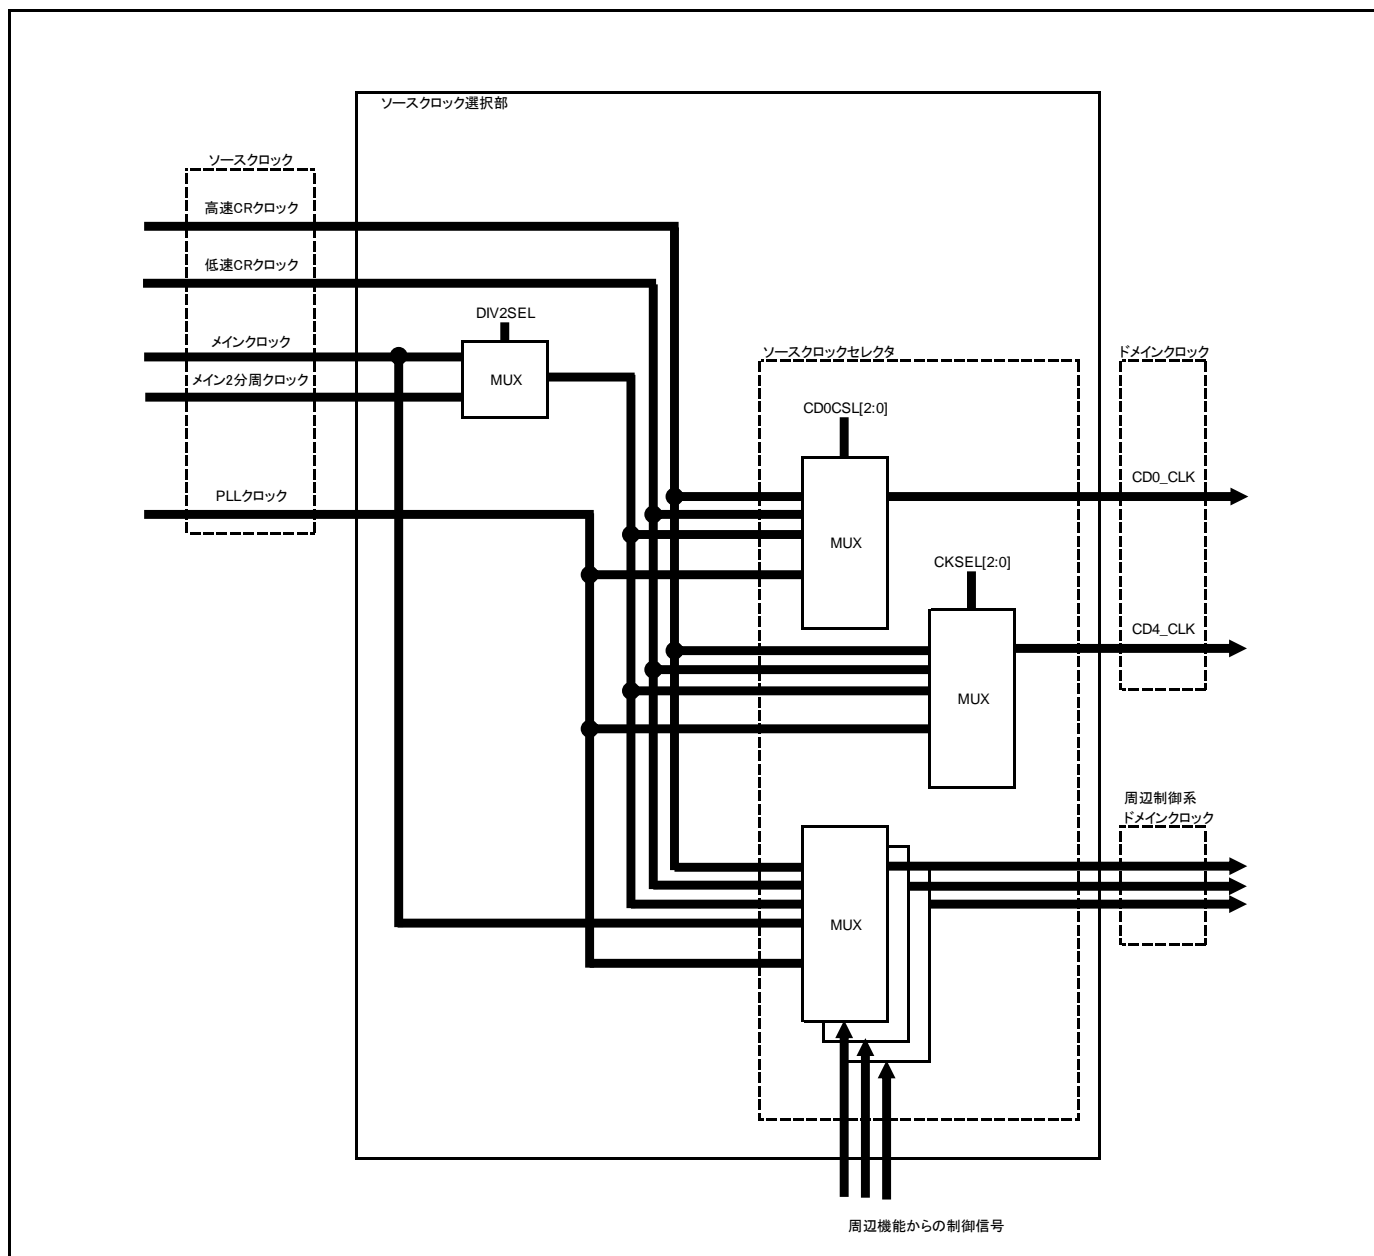 ソースクロック選択部
ソースクロック
高速CRクロック
低速CRクロック
DIV2SEL
メインクロック
メイン2分周クロック
MUX
ソースクロックセレクタ
ドメインクロック
CD0CSL[2:0]
CD0_CLK
PLLクロック
MUX
CKSEL[2:0]
CD4_CLK
MUX
周辺制御系
ドメインクロック
MUX
周辺機能からの制御信号